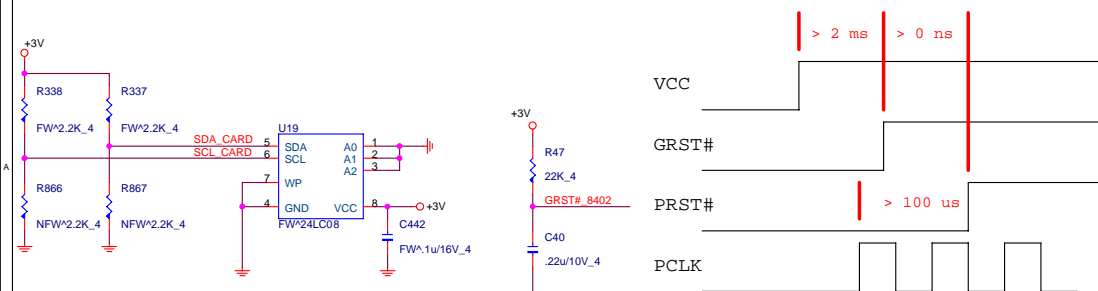 +3V
R338
R337
FW^2.2K_4
FW^2.2K_4
SDA_CARD
SCL_CARD
R866
R867
NFW^2.2K_4
NFW^2.2K_4
U19
5 SDA A0 1
6 SCL A1 2
A2 3
7 WP
4 GND VCC 8
FW^24LC08
+3V
C442
FW^.1u/16V_4
+3V
R47
22K_4
GRST#_8402
C40
.22u/10V_4
> 2 ms > 0 ns
VCC
GRST#
PRST#
> 100 us
PCLK
A